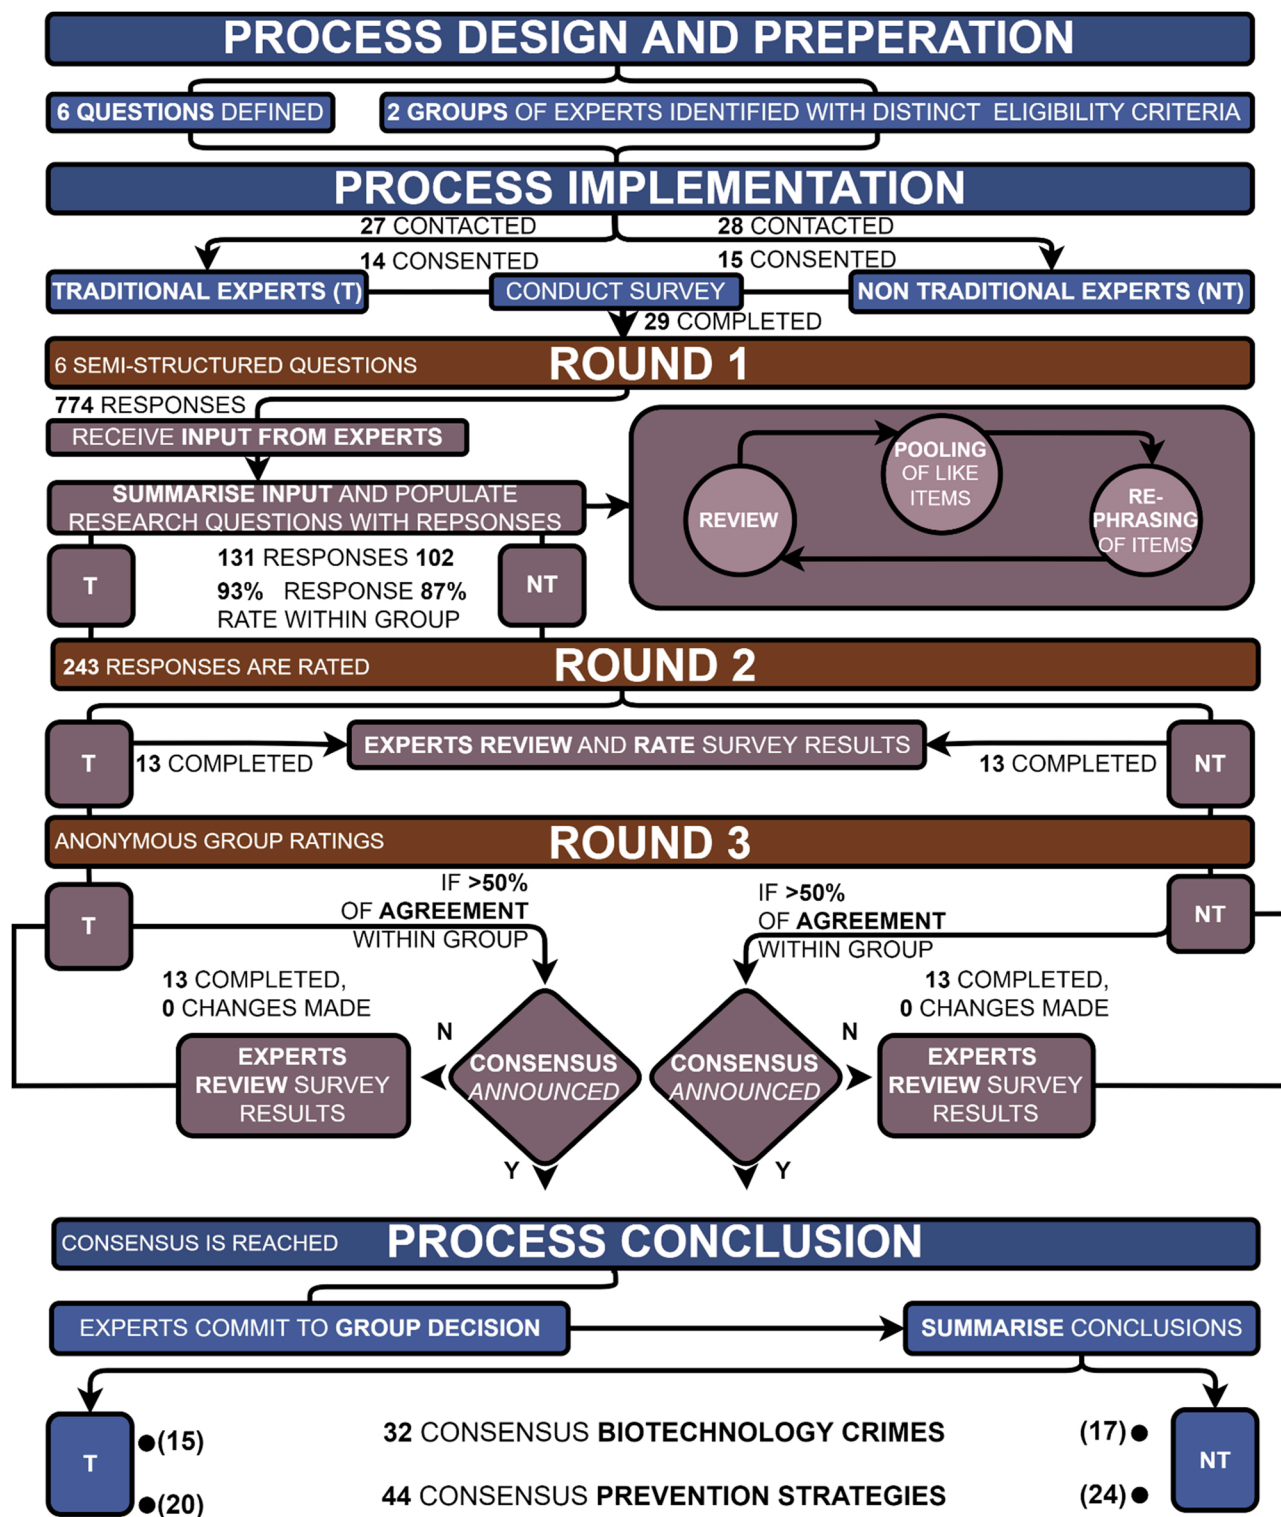 PROCESS DESIGN AND PREPERATION
6 QUESTIONS DEFINED
2 GROUPS OF EXPERTS IDENTIFIED WITH DISTINCT ELIGIBILITY CRITERIA
PROCESS IMPLEMENTATION
27 CONTACTED
28 CONTACTED
14 CONSENTED
15 CONSENTED
TRADITIONAL EXPERTS (T)
CONDUCT SURVEY
NON TRADITIONAL EXPERTS (NT)
29 COMPLETED
6 SEMI-STRUCTURED QUESTIONS
ROUND 1
774 RESPONSES
RECEIVE INPUT FROM EXPERTS
SUMMARISE INPUT AND POPULATE
RESEARCH QUESTIONS WITH REPSONSES
REVIEW
POOLING
OF LIKE
ITEMS
RE-
PHRASING
OF ITEMS
T
131 RESPONSES 102
93% RESPONSE 87%
RATE WITHIN GROUP
NT
243 RESPONSES ARE RATED
ROUND 2
T
13 COMPLETED
EXPERTS REVIEW AND RATE SURVEY RESULTS
13 COMPLETED
NT
ANONYMOUS GROUP RATINGS
ROUND 3
T
IF >50%
OF AGREEMENT
WITHIN GROUP
IF >50%
OF AGREEMENT
WITHIN GROUP
NT
13 COMPLETED,
0 CHANGES MADE
13 COMPLETED,
0 CHANGES MADE
N
N
EXPERTS
REVIEW SURVEY
RESULTS
CONSENSUS
ANNOUNCED
CONSENSUS
ANNOUNCED
EXPERTS
REVIEW SURVEY
RESULTS
Y
Y
CONSENSUS IS REACHED
PROCESS CONCLUSION
EXPERTS COMMIT TO GROUP DECISION
SUMMARISE CONCLUSIONS
T
(15)
32 CONSENSUS BIOTECHNOLOGY CRIMES
(17)
NT
(20)
44 CONSENSUS PREVENTION STRATEGIES
(24)